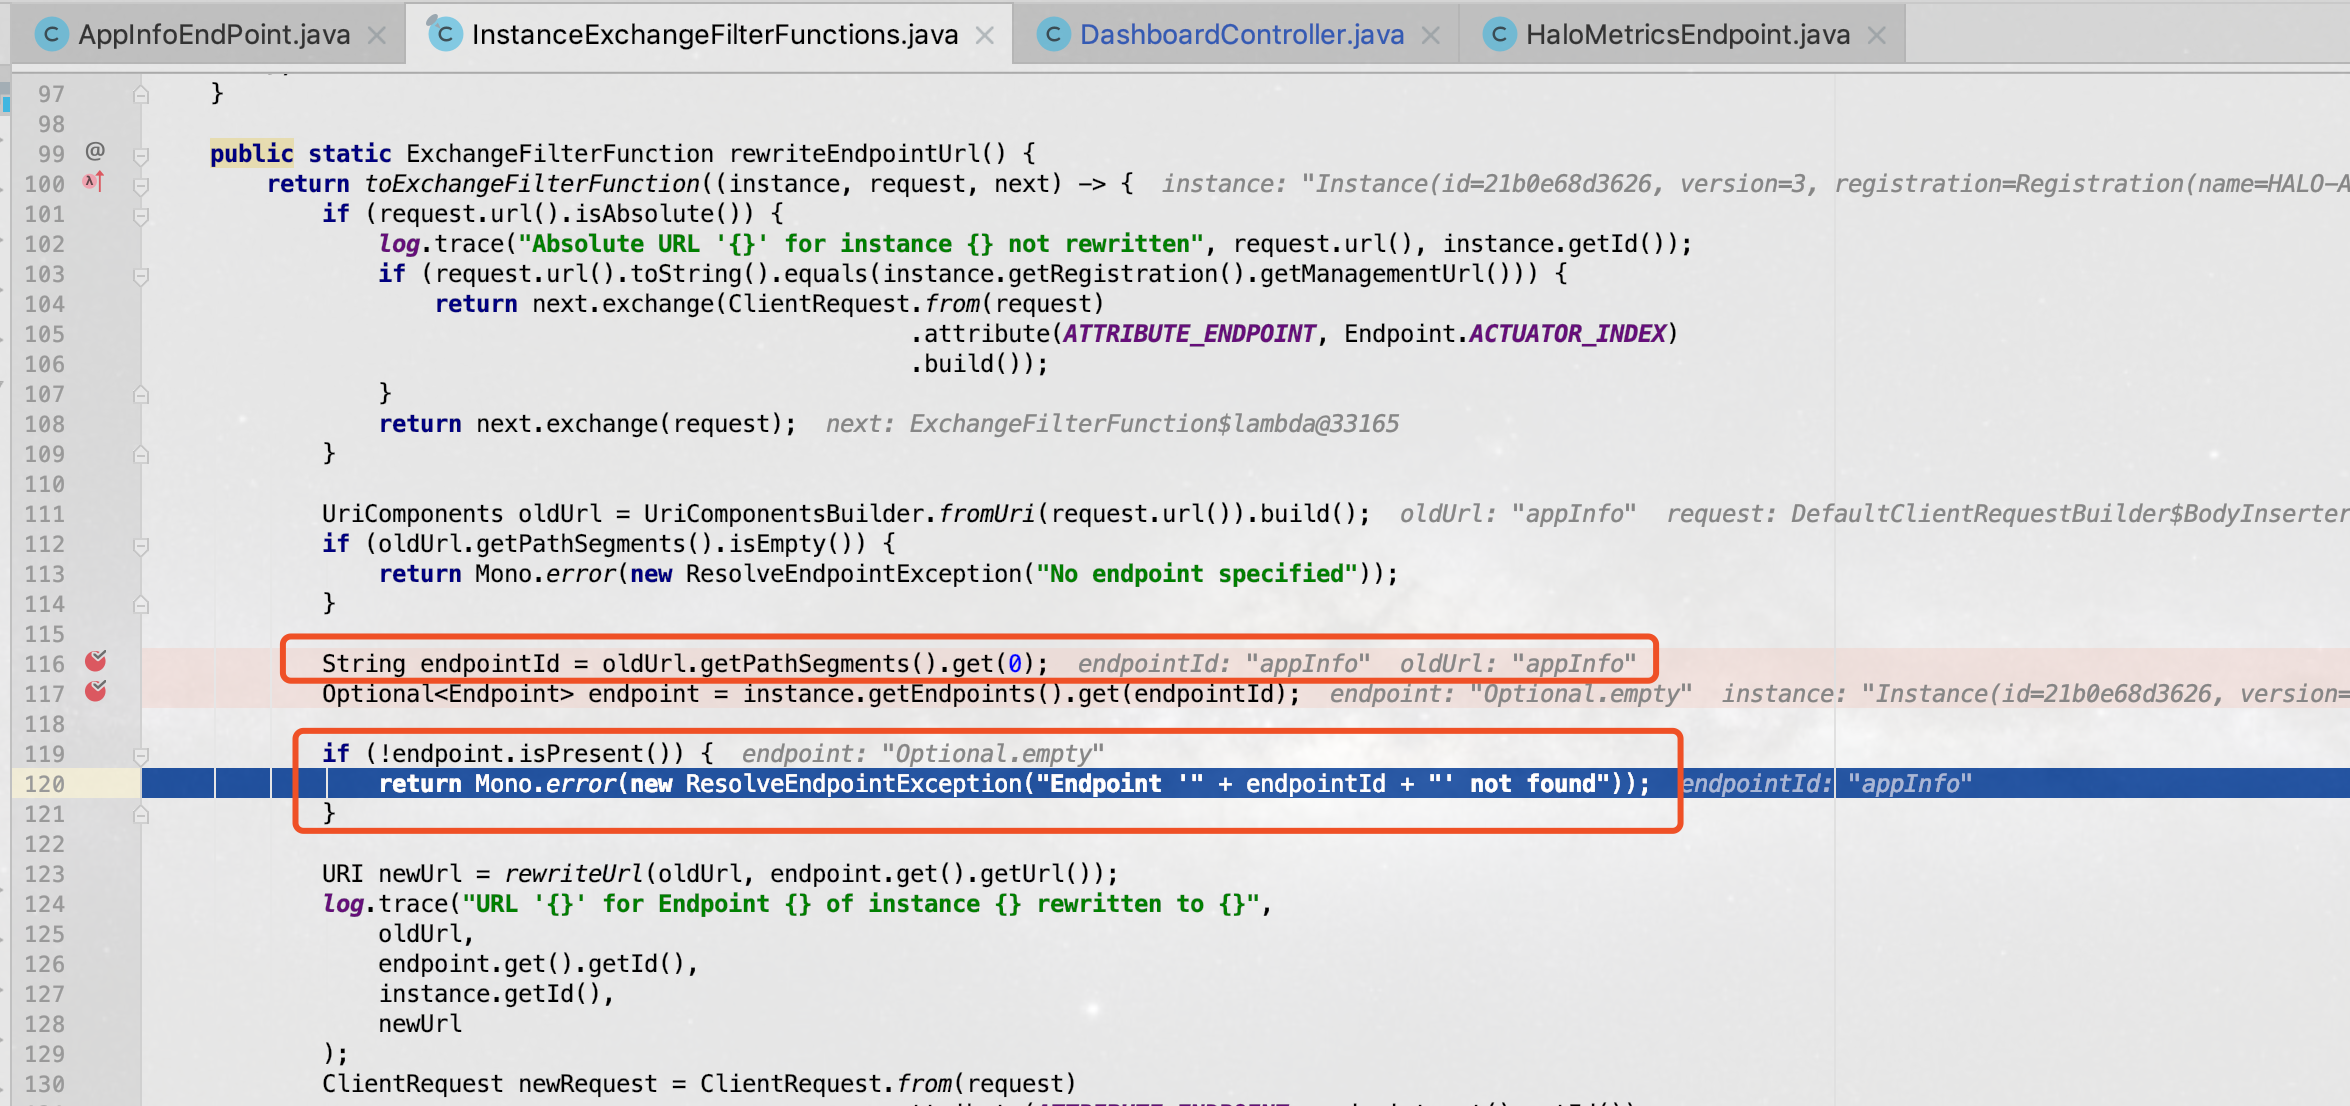 AppInfoEndPoint.java InstanceExchangeFilterFunctions.java DashboardController.java HaloMetricsEndpoint.java
97 }
98
99 @ public static ExchangeFilterFunction rewriteEndpointUrl() {
100 return toExchangeFilterFunction((instance, request, next) -> { instance: "Instance(id=21b0e68d3626, version=3, registration=Registration(name=HALO-A
101 if (request.url().isAbsolute()) {
102 log.trace("Absolute URL '{}' for instance {} not rewritten", request.url(), instance.getId());
103 if (request.url().toString().equals(instance.getRegistration().getManagementUrl())) {
104 return next.exchange(ClientRequest.from(request)
105 .attribute(ATTRIBUTE_ENDPOINT, Endpoint.ACTUATOR_INDEX)
106 .build());
107 }
108 return next.exchange(request); next: ExchangeFilterFunction$lambda@33165
109 }
110
111 UriComponents oldUrl = UriComponentsBuilder.fromUri(request.url()).build(); oldUrl: "appInfo" request: DefaultClientRequestBuilder$BodyInserter
112 if (oldUrl.getPathSegments().isEmpty()) {
113 return Mono.error(new ResolveEndpointException("No endpoint specified"));
114 }
115
116 String endpointId = oldUrl.getPathSegments().get(0); endpointId: "appInfo" oldUrl: "appInfo"
117 Optional<Endpoint> endpoint = instance.getEndpoints().get(endpointId); endpoint: "Optional.empty" instance: "Instance(id=21b0e68d3626, version=
118
119 if (!endpoint.isPresent()) { endpoint: "Optional.empty"
120 return Mono.error(new ResolveEndpointException("Endpoint '" + endpointId + "' not found")); endpointId: "appInfo"
121 }
122
123 URI newUrl = rewriteUrl(oldUrl, endpoint.get().getUrl());
124 log.trace("URL '{}' for Endpoint {} of instance {} rewritten to {}",
125 oldUrl,
126 endpoint.get().getId(),
127 instance.getId(),
128 newUrl
129 );
130 ClientRequest newRequest = ClientRequest.from(request)